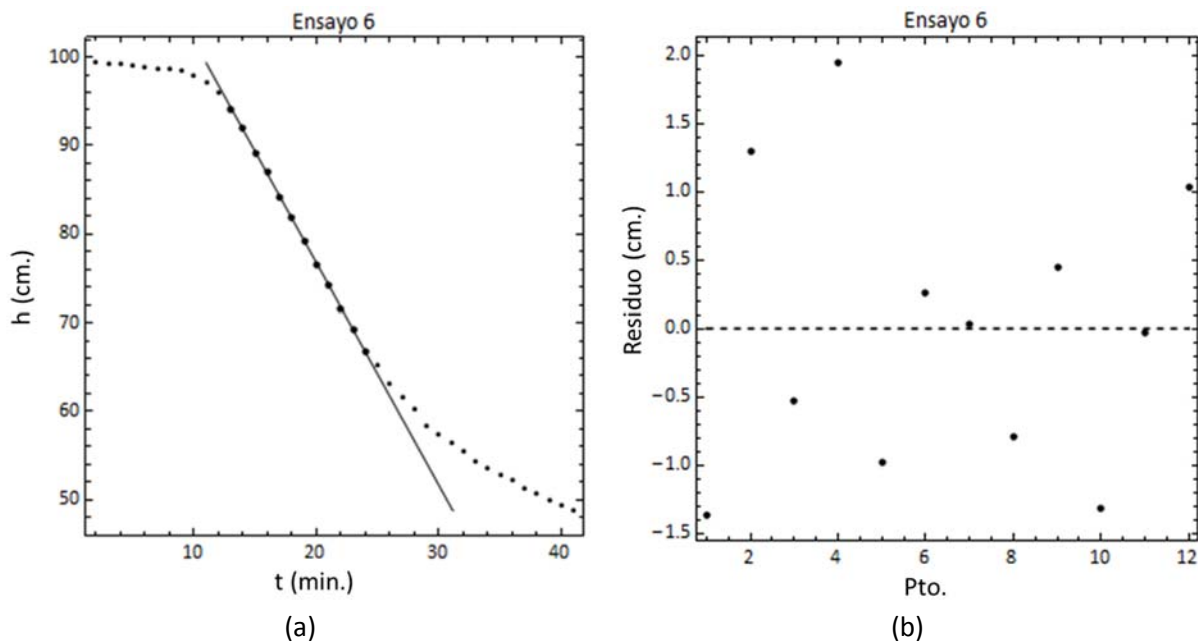 Ensayo 6
100
90
80
70
60
50
h (cm.)
10 20 30 40
t (min.)
(a)
Ensayo 6
2.0
1.5
1.0
0.5
0.0
−0.5
−1.0
−1.5
Residuo (cm.)
2 4 6 8 10 12
Pto.
(b)